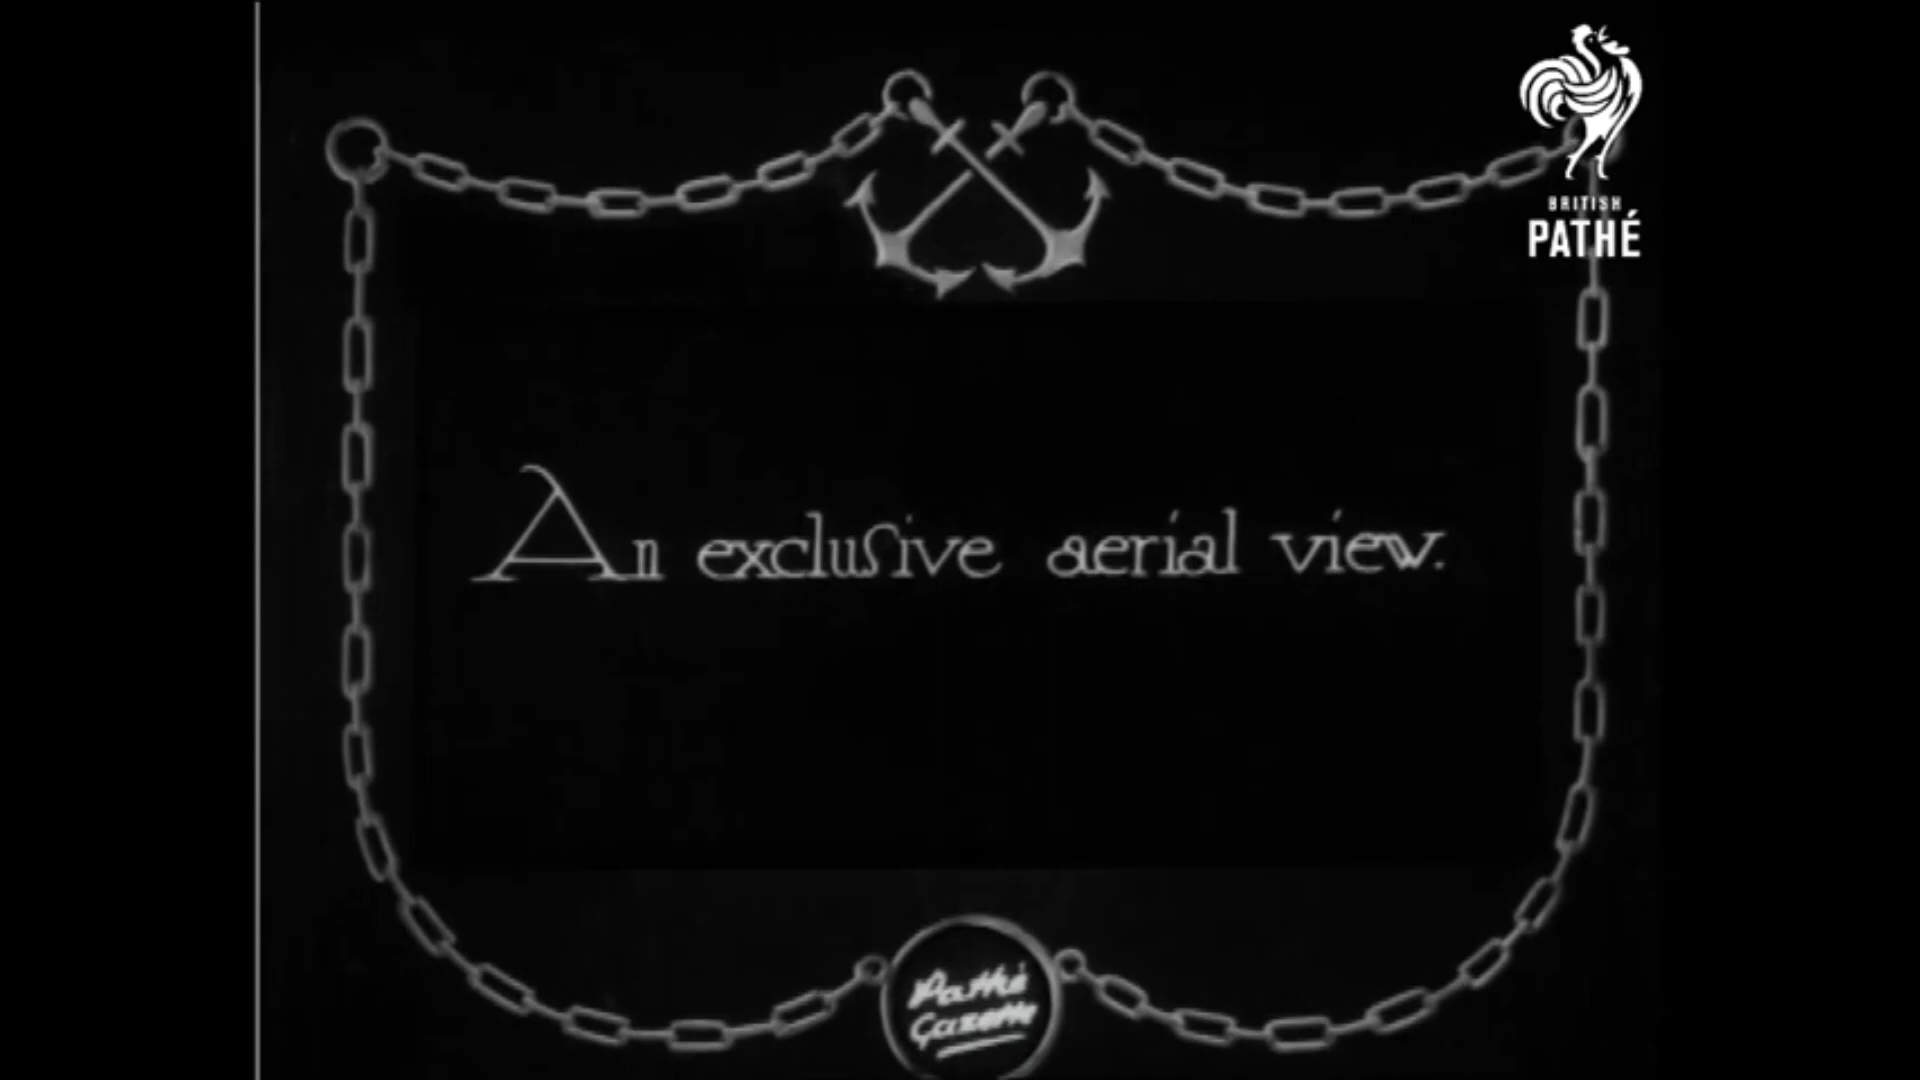 BRITISH
PATHÉ
An excluſive aerial view.
Pathé
Gazette